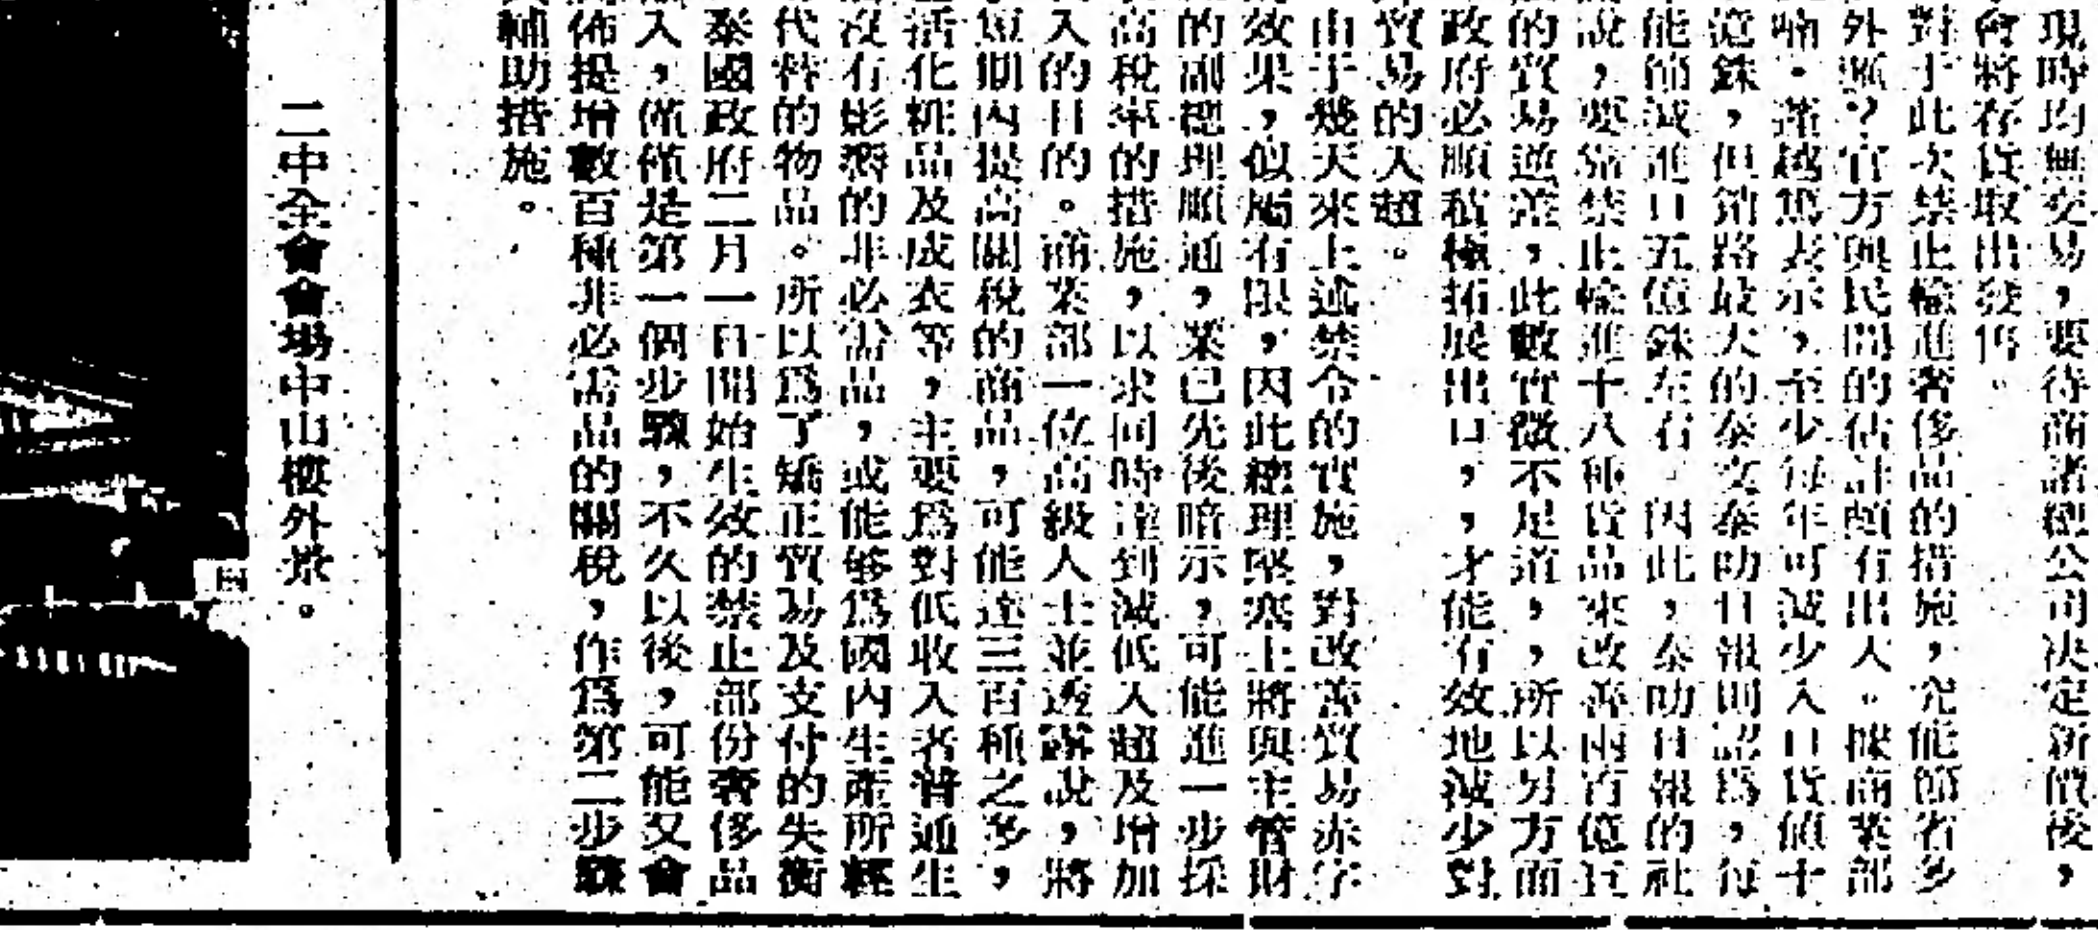 現時均無交易，要待商諸總公司決定新價後，
會將存貨取出發售。
對于此次禁止輸進奢侈品的措施，究能節省多
外匯？官方與民間的估計頗有出入。據商業部
喃·蓬越篤表示，至少每年可減少入口貨值十
億銖，但銷路最大的泰文泰叻日報則認爲，每
能節減進口五億銖左右。因此，泰叻日報的社
說，要靠禁止輸進十八種貨品來改善兩百億銖
的貿易逆差，此數實微不足道，，所以另方面
政府必順積極拓展出口，，才能有效地減少對
貿易的入超。
由于幾天來上述禁令的實施，對改善貿易赤字
效果，似屬有限，因此總理堅塞上將與主管財
的副總理順通，業已先後暗示，可能進一步採
高稅率的措施，以求同時達到減低入超及增加
入的目的。商業部一位高級人士並透露說，將
短期內提高關稅的商品，可能達三百種之多，
括化粧品及成衣等，主要爲對低收入者普通生
沒有影響的非必需品，或能够爲國內生產所輕
代替的物品。所以爲了矯正貿易及支付的失衡
泰國政府二月一日開始生效的禁止部份奢侈品
入，僅僅是第一個步驟，不久以後，可能又會
佈提增數百種非必需品的關稅，作爲第二步驟
輔助措施。
二中全會會場中山樓外景。